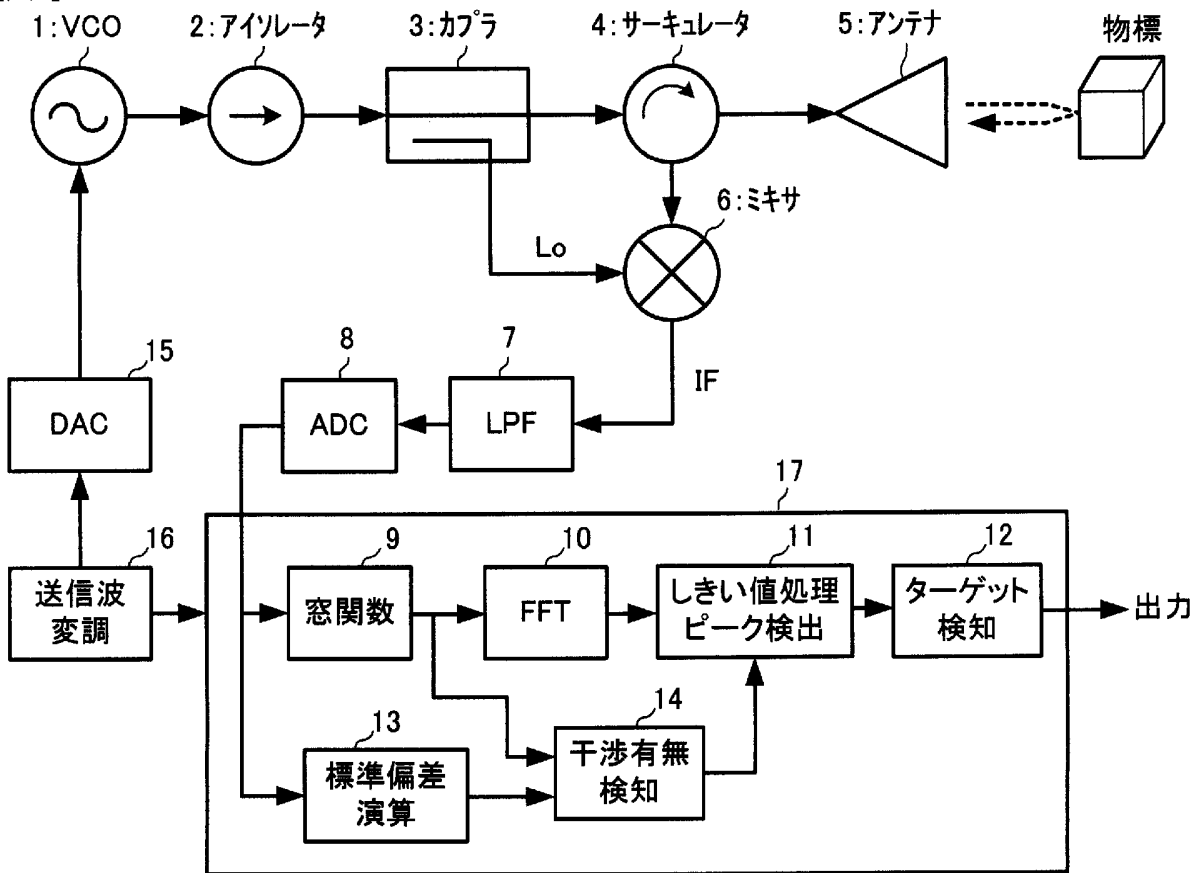 1:VCO
2:アイソレータ
3:カプラ
4:サーキュレータ
5:アンテナ
物標
6:ミキサ
Lo
15
8
7
IF
DAC
ADC
LPF
17
16
9
10
11
12
送信波
変調
窓関数
FFT
しきい値処理
ピーク検出
ターゲット
検知
出力
13
14
標準偏差
演算
干渉有無
検知